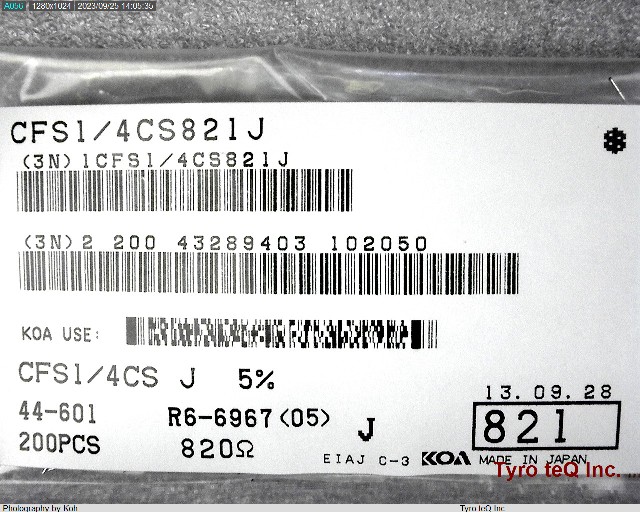 A056 1280x1024 2023/09/25 14:05:35
CFS1/4CS821J
(3N)1CFS1/4CS821J
(3N)2 200 43289403 102050
KOA USE:
CFS1/4CS J 5%
13.09.28
44-601 R6-6967(05) J 821
200PCS 820Ω
EIAJ C-3 KOA MADE IN JAPAN
Tyro teQ Inc.
Photography by Koh Tyro teQ Inc